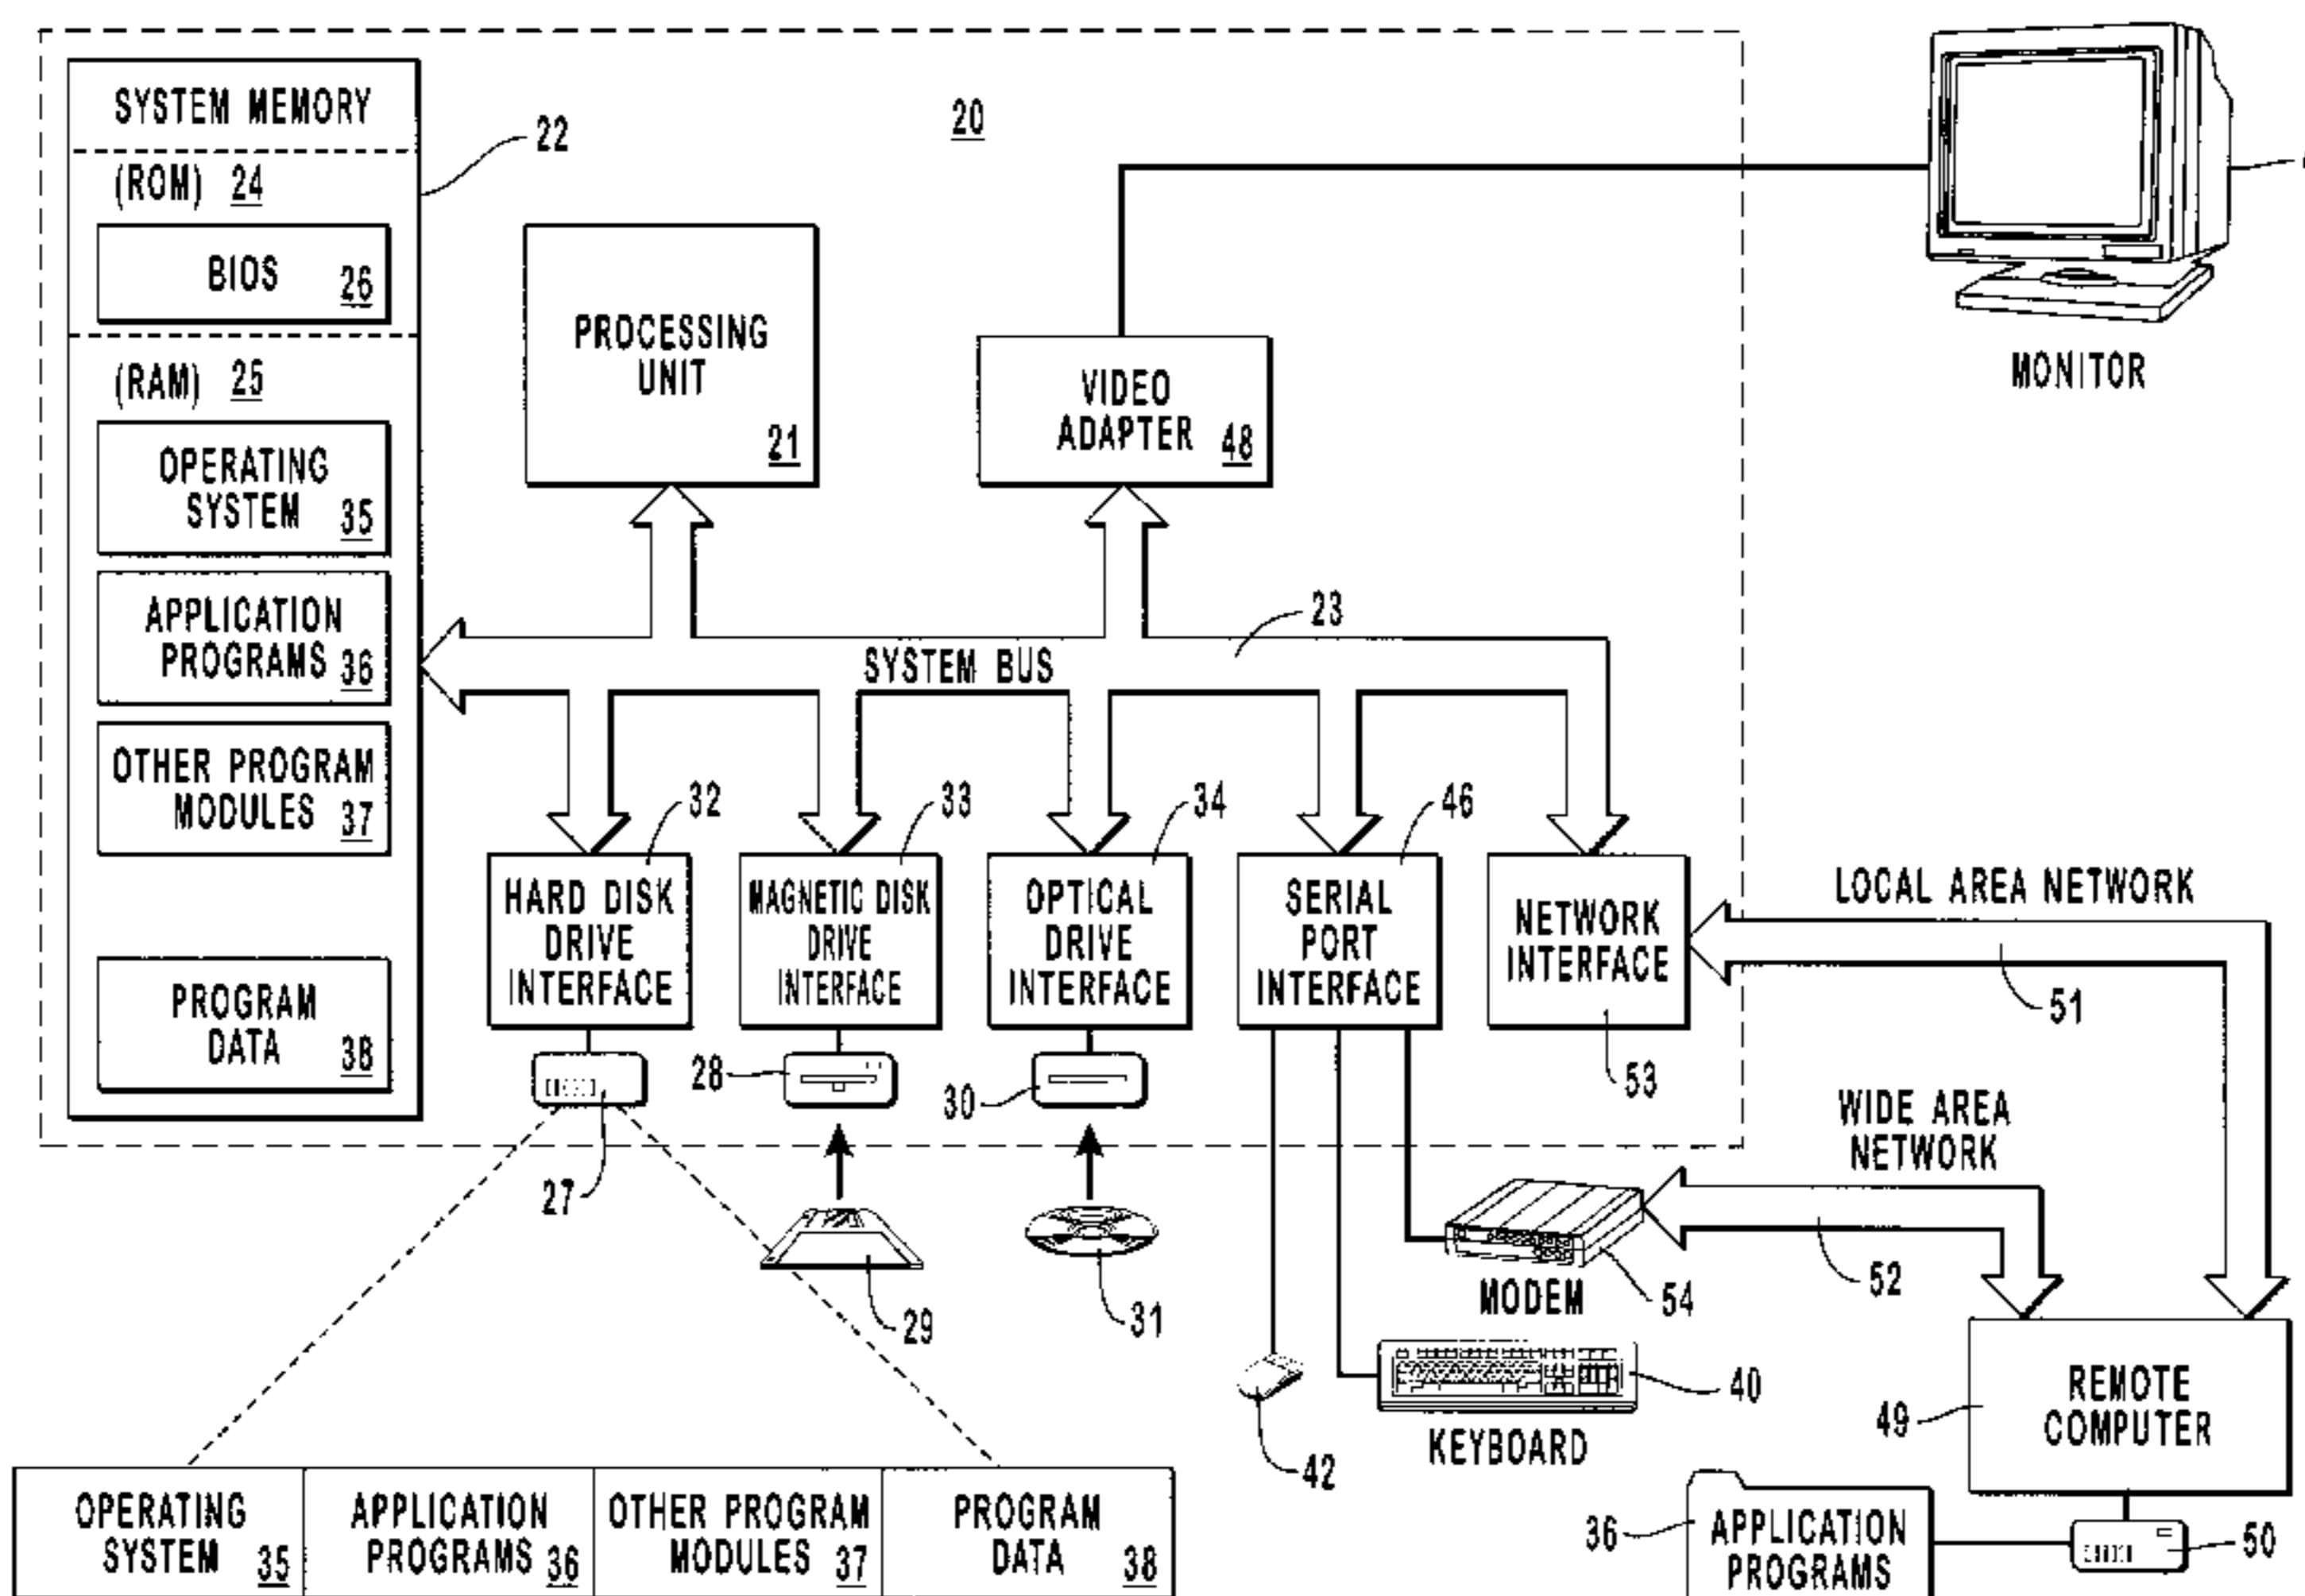 SYSTEM MEMORY
(ROM) 24
BIOS 26
(RAM) 25
OPERATING
SYSTEM 35
APPLICATION
PROGRAMS 36
OTHER PROGRAM
MODULES 37
PROGRAM
DATA 38
22
20
PROCESSING
UNIT
21
VIDEO
ADAPTER 48
MONITOR
23
SYSTEM BUS
32
33
34
46
HARD DISK
DRIVE
INTERFACE
MAGNETIC DISK
DRIVE
INTERFACE
OPTICAL
DRIVE
INTERFACE
SERIAL
PORT
INTERFACE
NETWORK
INTERFACE
53
LOCAL AREA NETWORK
51
28
30
27
29
31
WIDE AREA
NETWORK
52
MODEM
54
42
40
KEYBOARD
49
REMOTE
COMPUTER
50
36
APPLICATION
PROGRAMS
OPERATING
SYSTEM 35
APPLICATION
PROGRAMS 36
OTHER PROGRAM
MODULES 37
PROGRAM
DATA 38